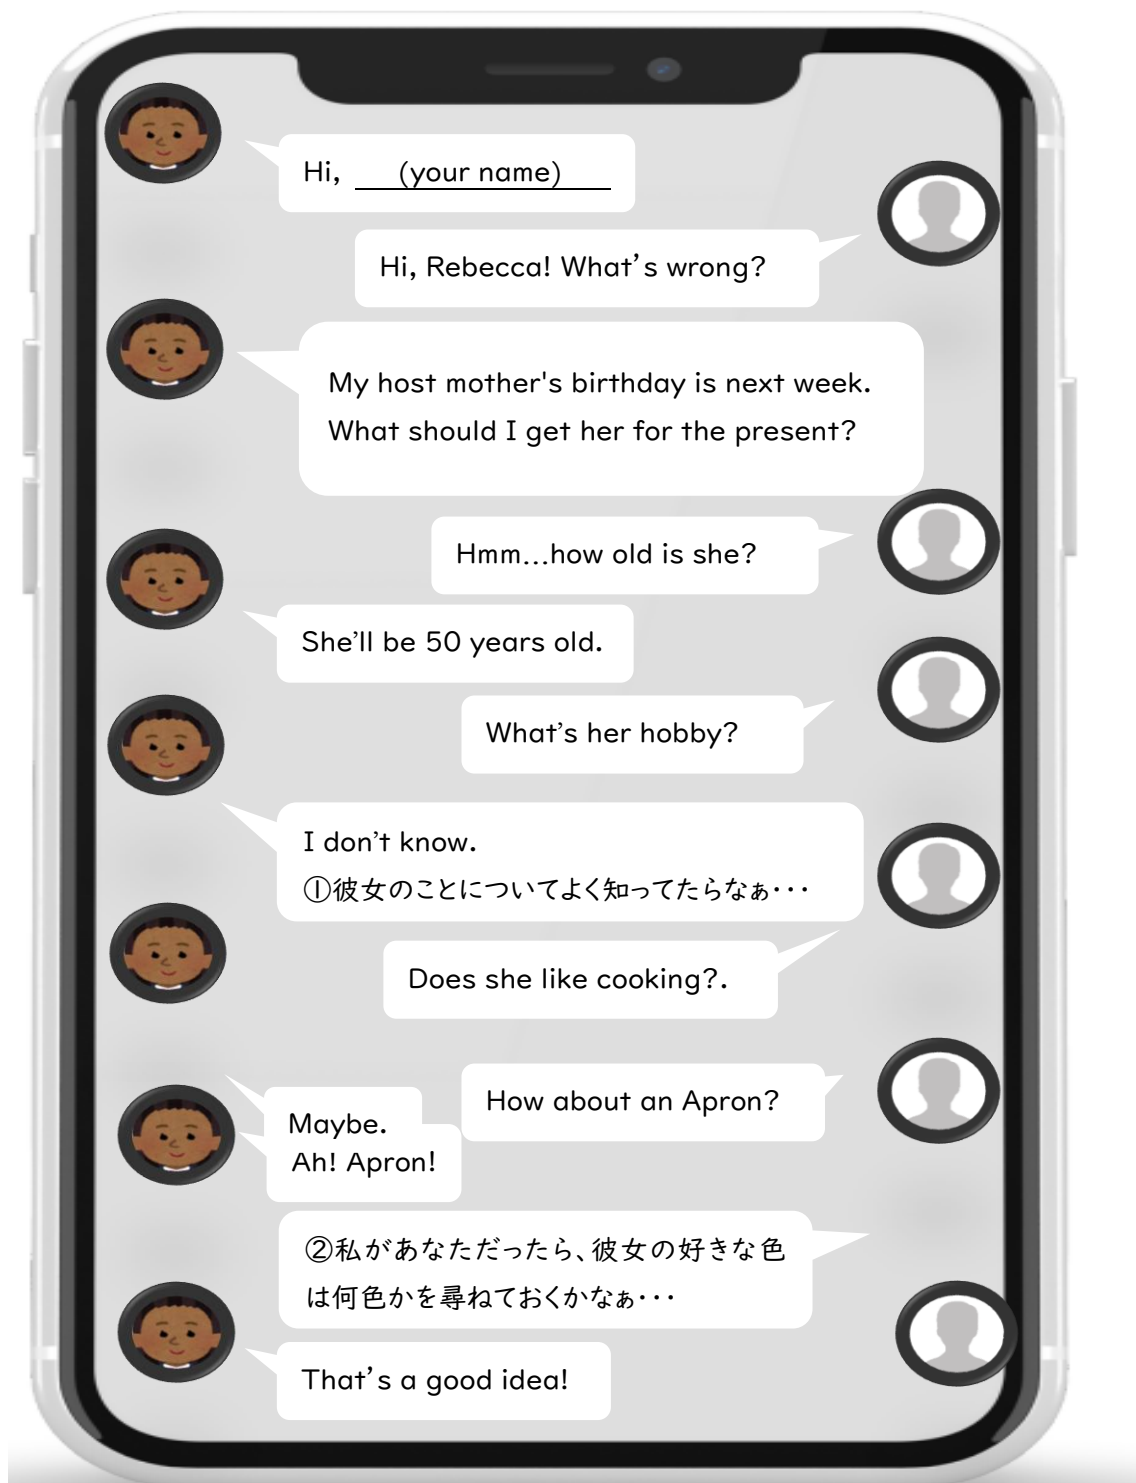 Hi, (your name)
Hi, Rebecca! What's wrong?
My host mother's birthday is next week.
What should I get her for the present?
Hmm...how old is she?
She'll be 50 years old.
What's her hobby?
I don't know.
①彼女のことについてよく知ってたらなぁ・・・
Does she like cooking?.
Maybe.
How about an Apron?
Ah! Apron!
②私があなただったら、彼女の好きな色
は何色かを尋ねておくかなぁ・・・
That's a good idea!